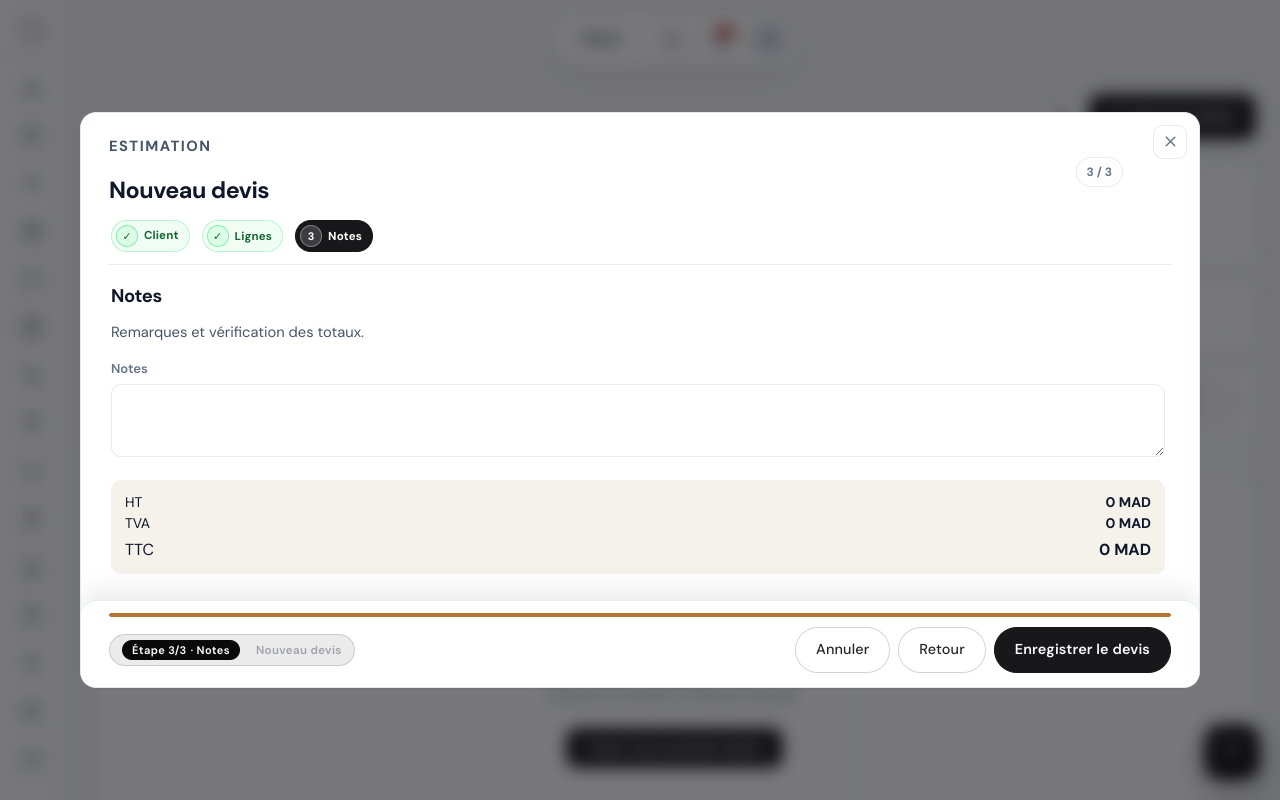 ESTIMATION
3 / 3
Nouveau devis
✓ Client ✓ Lignes 3 Notes
Notes
Remarques et vérification des totaux.
Notes
HT 0 MAD
TVA 0 MAD
TTC 0 MAD
Étape 3/3 · Notes Nouveau devis Annuler Retour Enregistrer le devis